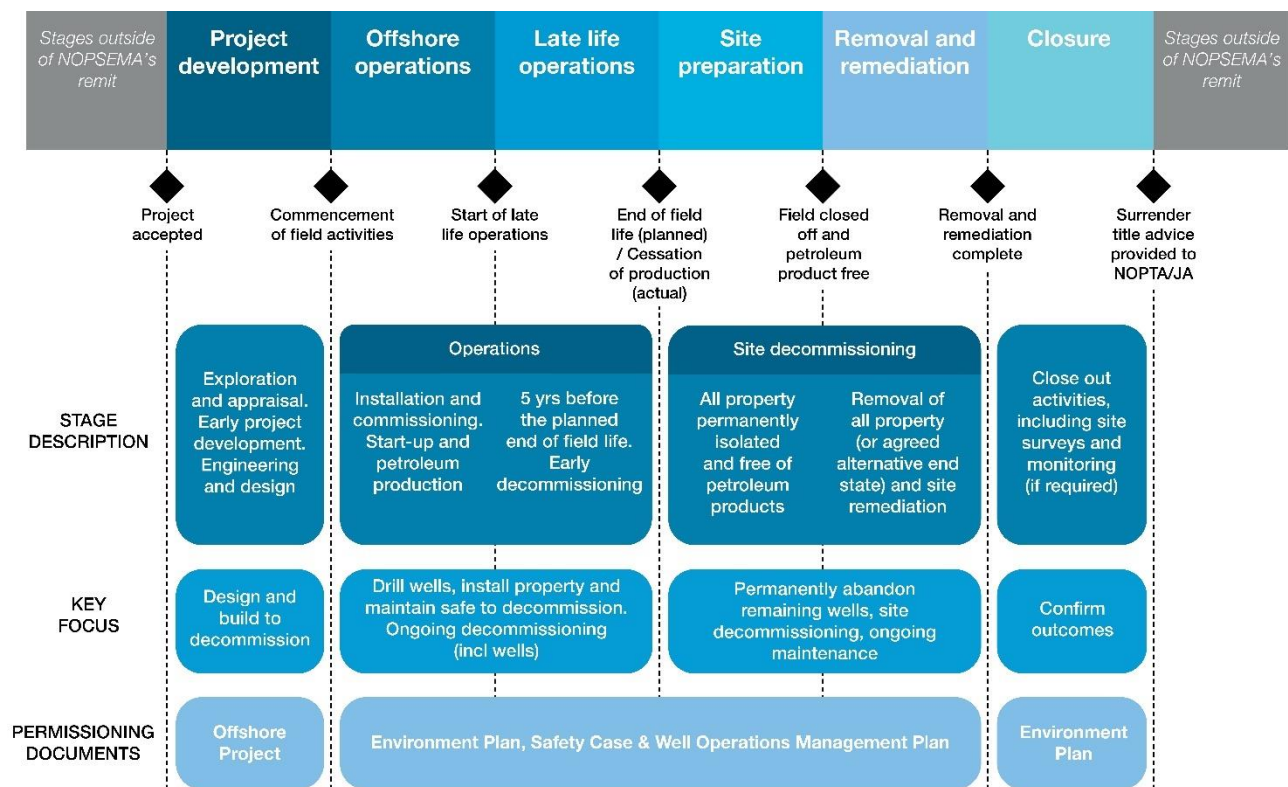 Stages outside
of NOPSEMA's
remit
Project
development
Offshore
operations
Late life
operations
Site
preparation
Removal and
remediation
Closure
Stages outside
of NOPSEMA's
remit
Project
accepted
Commencement
of field activities
Start of late
life operations
End of field
life (planned)
/ Cessation
of production
(actual)
Field closed
off and
petroleum
product free
Removal and
remediation
complete
Surrender
title advice
provided to
NOPTA/JA
STAGE
DESCRIPTION
Exploration
and appraisal.
Early project
development.
Engineering
and design
Operations
Installation and
commissioning.
Start-up and
petroleum
production
5 yrs before
the planned
end of field life.
Early
decommissioning
Site decommissioning
All property
permanently
isolated
and free of
petroleum
products
Removal of
all property
(or agreed
alternative end
state) and site
remediation
Close out
activities,
including site
surveys and
monitoring
(if required)
KEY
FOCUS
Design and
build to
decommission
Drill wells, install property and
maintain safe to decommission.
Ongoing decommissioning
(incl wells)
Permanently abandon
remaining wells, site
decommissioning, ongoing
maintenance
Confirm
outcomes
PERMISSIONING
DOCUMENTS
Offshore
Project
Environment Plan, Safety Case & Well Operations Management Plan
Environment
Plan